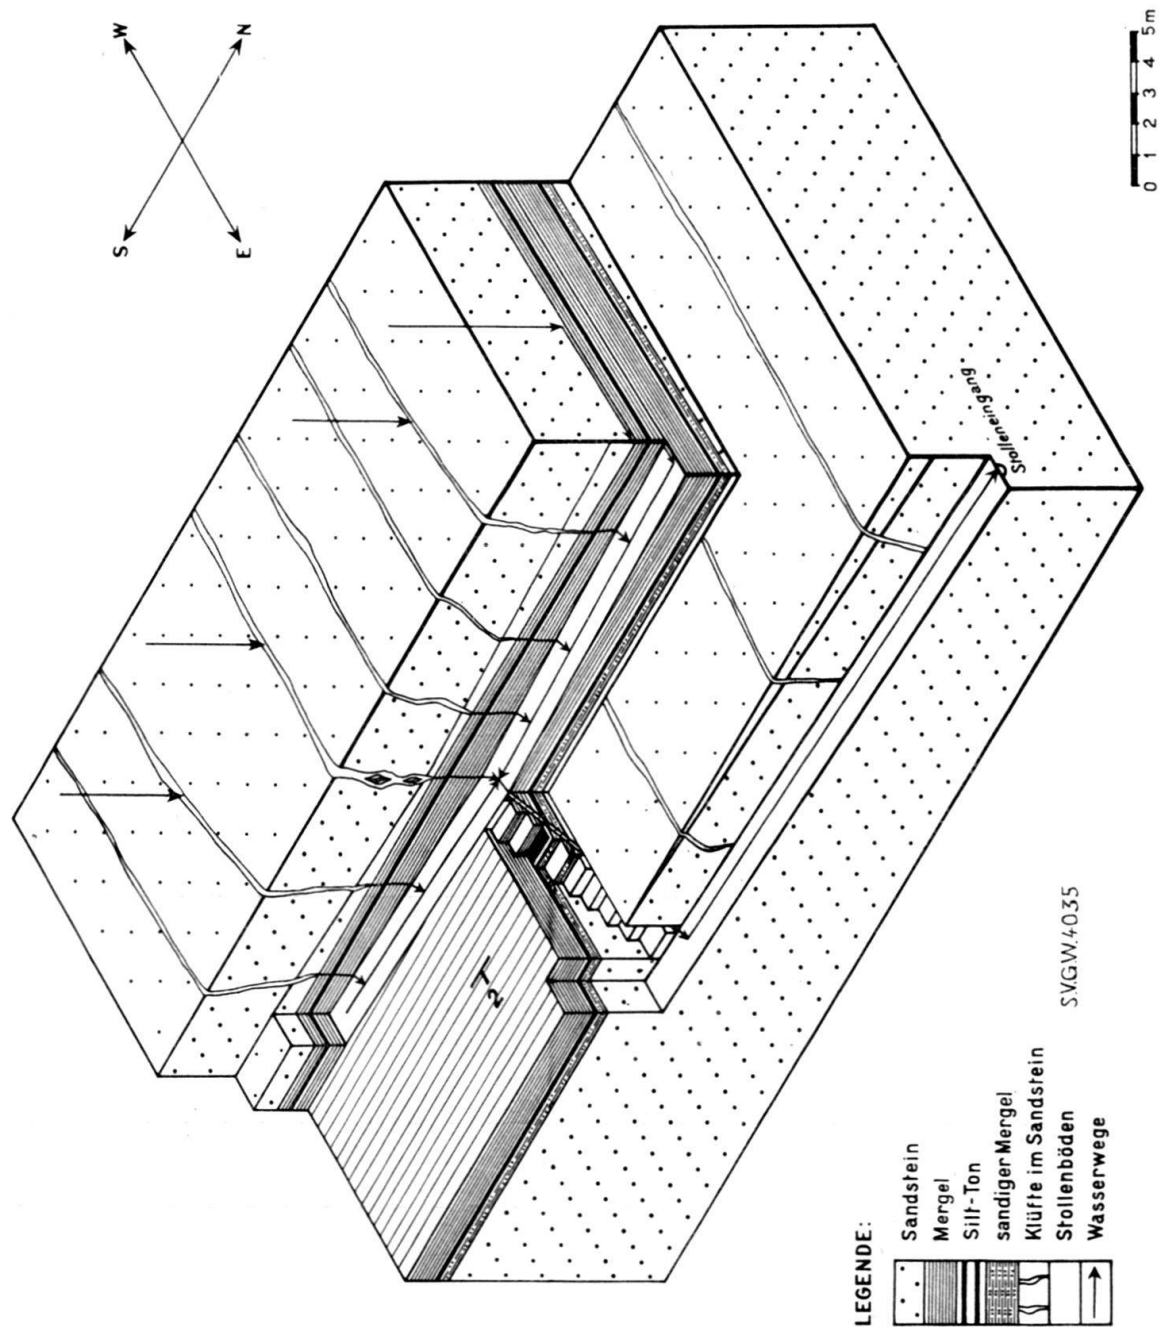 W
N
S
E
0 1 2 3 4 5m
Stolleneingang
1/2
S.V.G.W. 4035
LEGENDE:
Sandstein
Mergel
Silt-Ton
sandiger Mergel
Klüfte im Sandstein
Stollenböden
Wasserwege